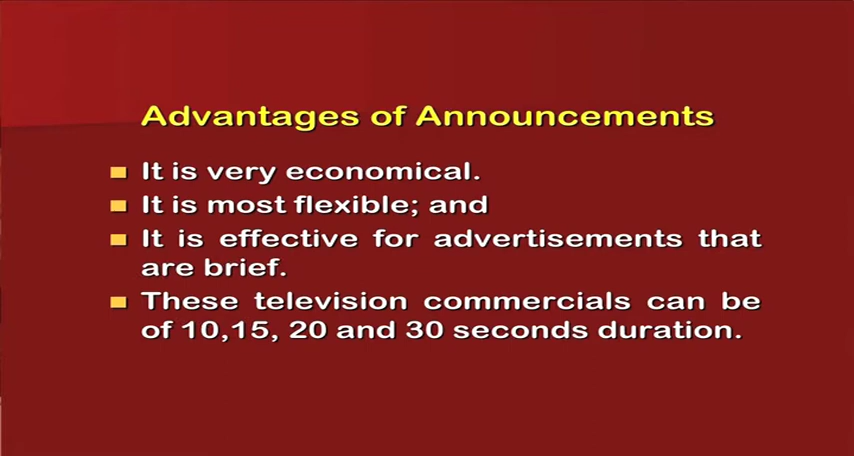 Advantages of Announcements
It is very economical.
It is most flexible; and
It is effective for advertisements that
are brief.
These television commercials can be
of 10,15, 20 and 30 seconds duration.